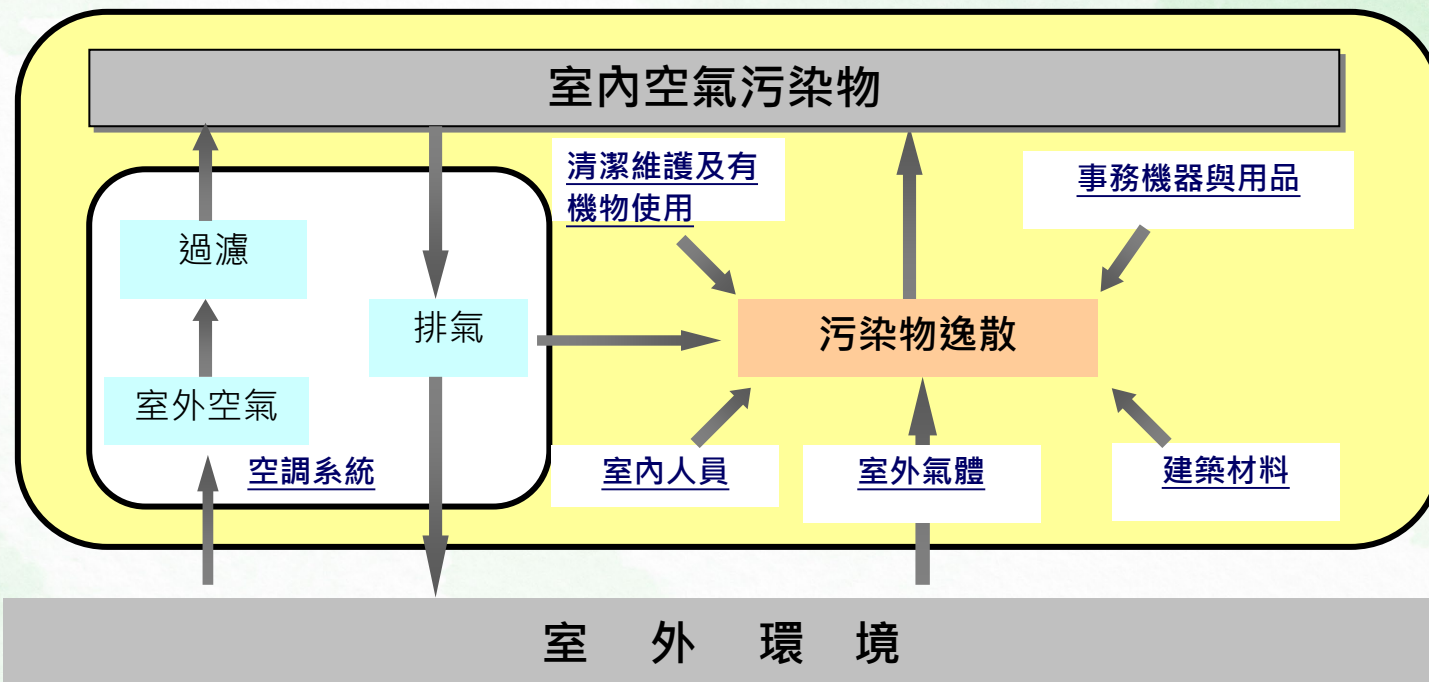 室內空氣污染物
清潔維護及有
機物使用
事務機器與用品
過濾
排氣
污染物逸散
室外空氣
空調系統
室內人員
室外氣體
建築材料
室外環境